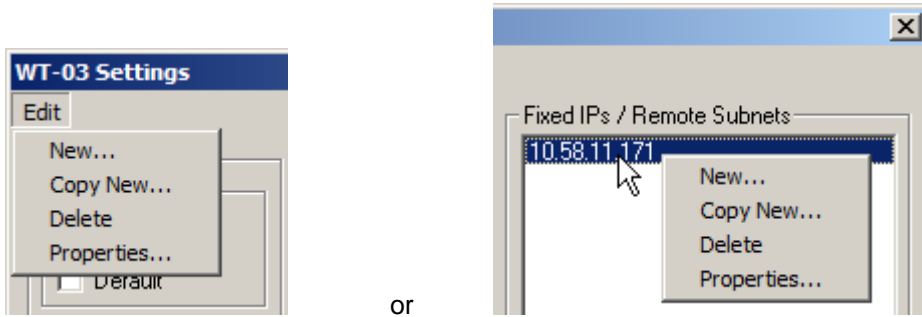 WT-03 Settings
Edit
New...
Copy New...
Delete
Properties...
Default
or
Fixed IPs / Remote Subnets
10.58.11.171
New...
Copy New...
Delete
Properties...